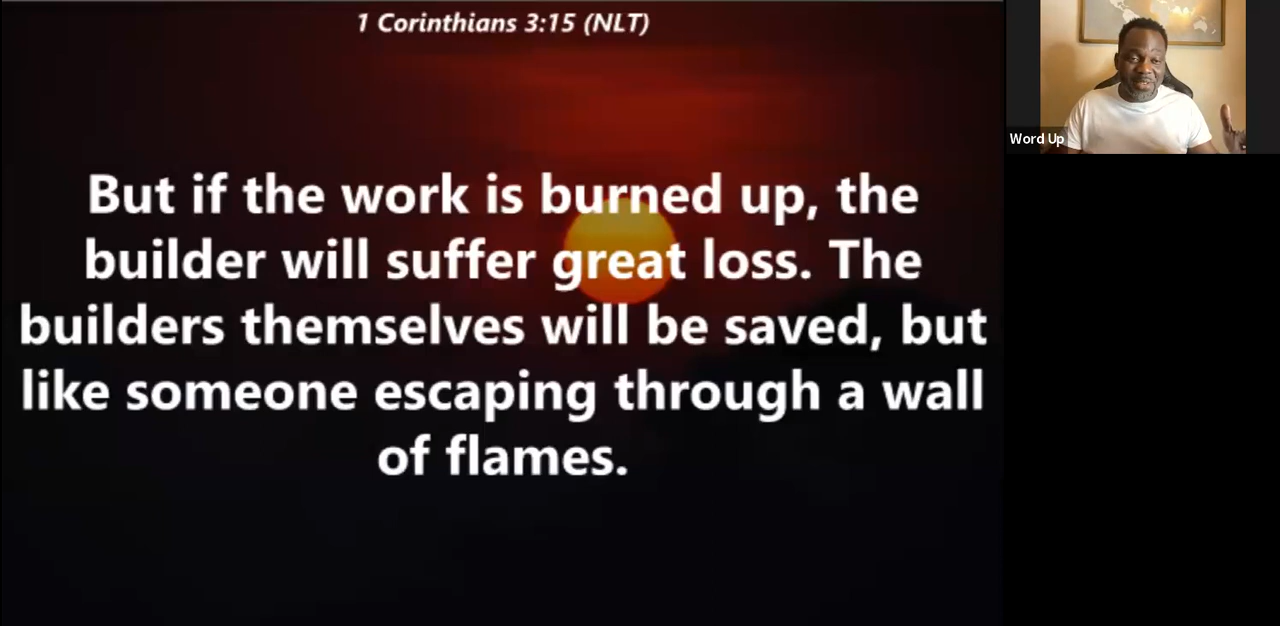 1 Corinthians 3:15 (NLT)
But if the work is burned up, the
builder will suffer great loss. The
builders themselves will be saved, but
like someone escaping through a wall
of flames.
Word Up